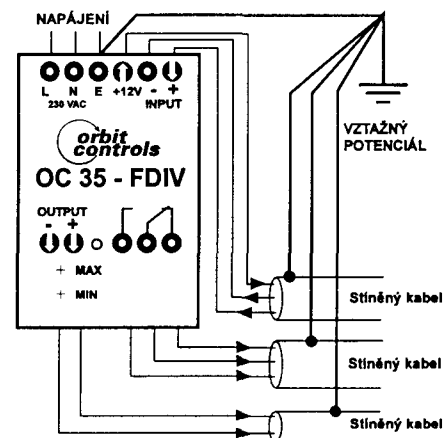 NAPÁJENÍ
L N E +12V - +
230 VAC INPUT
orbit
controls
OC 35 - FDIV
OUTPUT
- +
+ MAX
+ MIN
VZTAŽNÝ
POTENCIÁL
Stíněný kabel
Stíněný kabel
Stíněný kabel